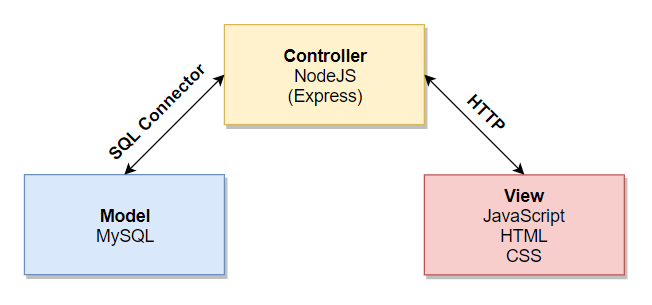 Controller
NodeJS
(Express)
SQL Connector
HTTP
Model
MySQL
View
JavaScript
HTML
CSS